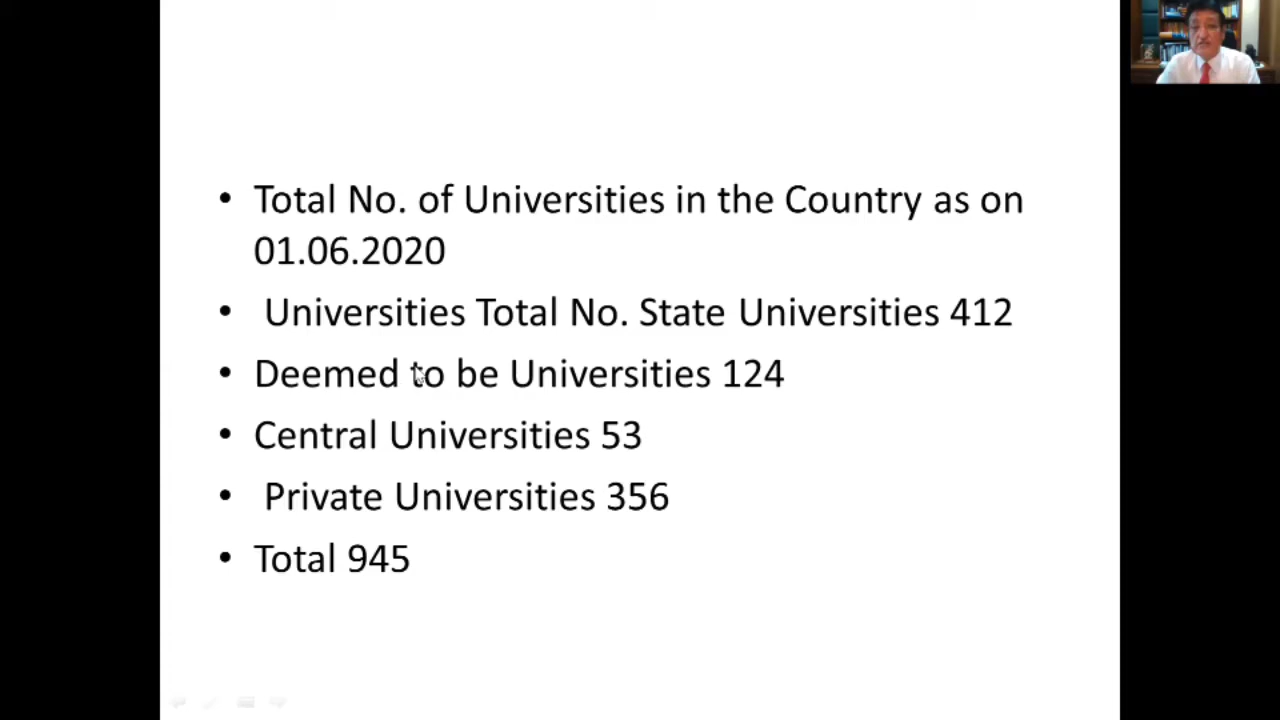 • Total No. of Universities in the Country as on
01.06.2020
• Universities Total No. State Universities 412
• Deemed to be Universities 124
• Central Universities 53
• Private Universities 356
• Total 945